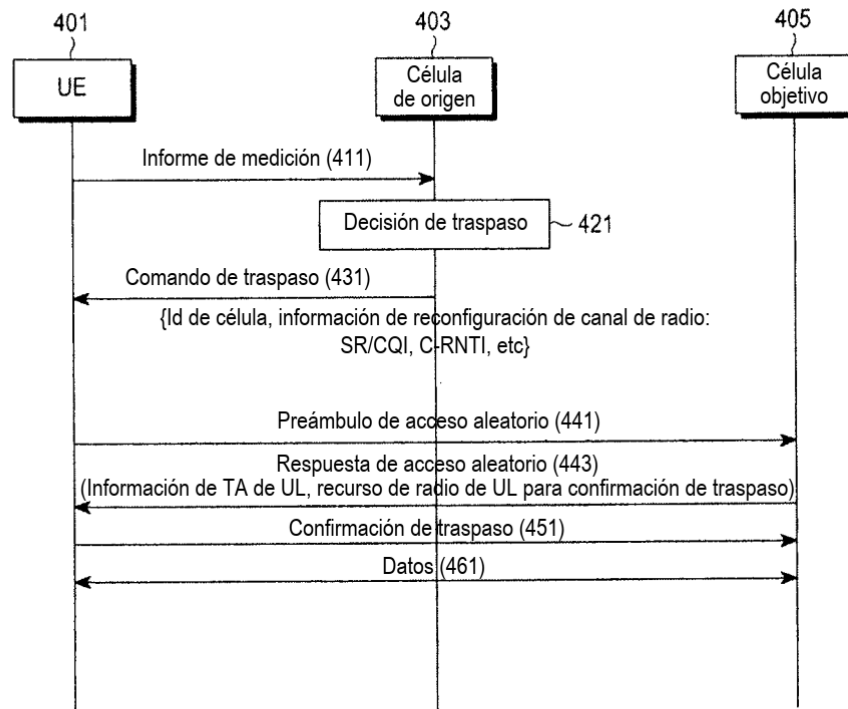 401
403
405
UE
Célula
de origen
Célula
objetivo
Informe de medición (411)
Decisión de traspaso
421
Comando de traspaso (431)
{Id de célula, información de reconfiguración de canal de radio:
SR/CQI, C-RNTI, etc}
Preámbulo de acceso aleatorio (441)
Respuesta de acceso aleatorio (443)
(Información de TA de UL, recurso de radio de UL para confirmación de traspaso)
Confirmación de traspaso (451)
Datos (461)